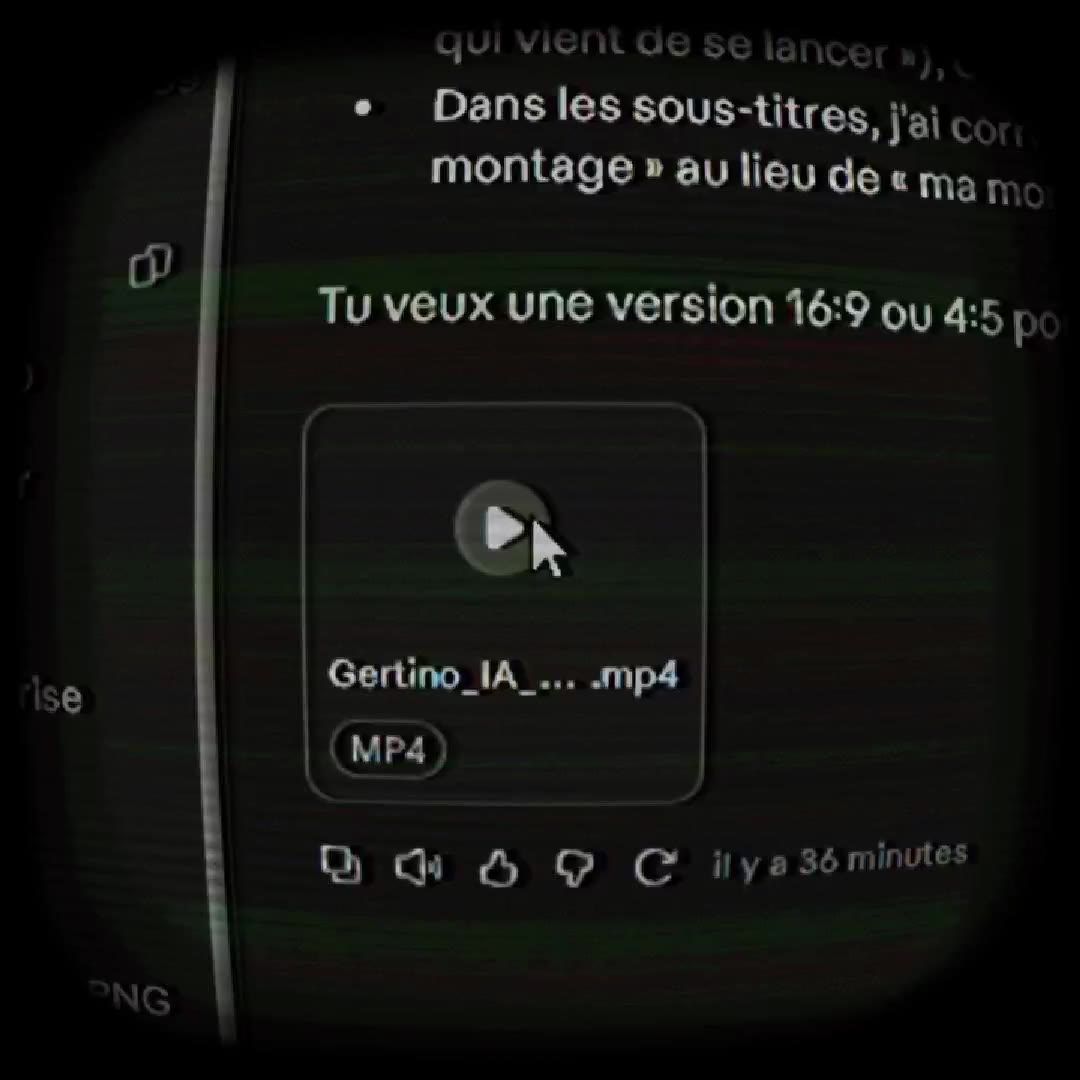 qui vient de se lancer »),
• Dans les sous-titres, j'ai
montage » au lieu de « ma
Tu veux une version 16:9 ou 4:5
Gertino_IA_... .mp4
MP4
il y a 36 minutes
PNG